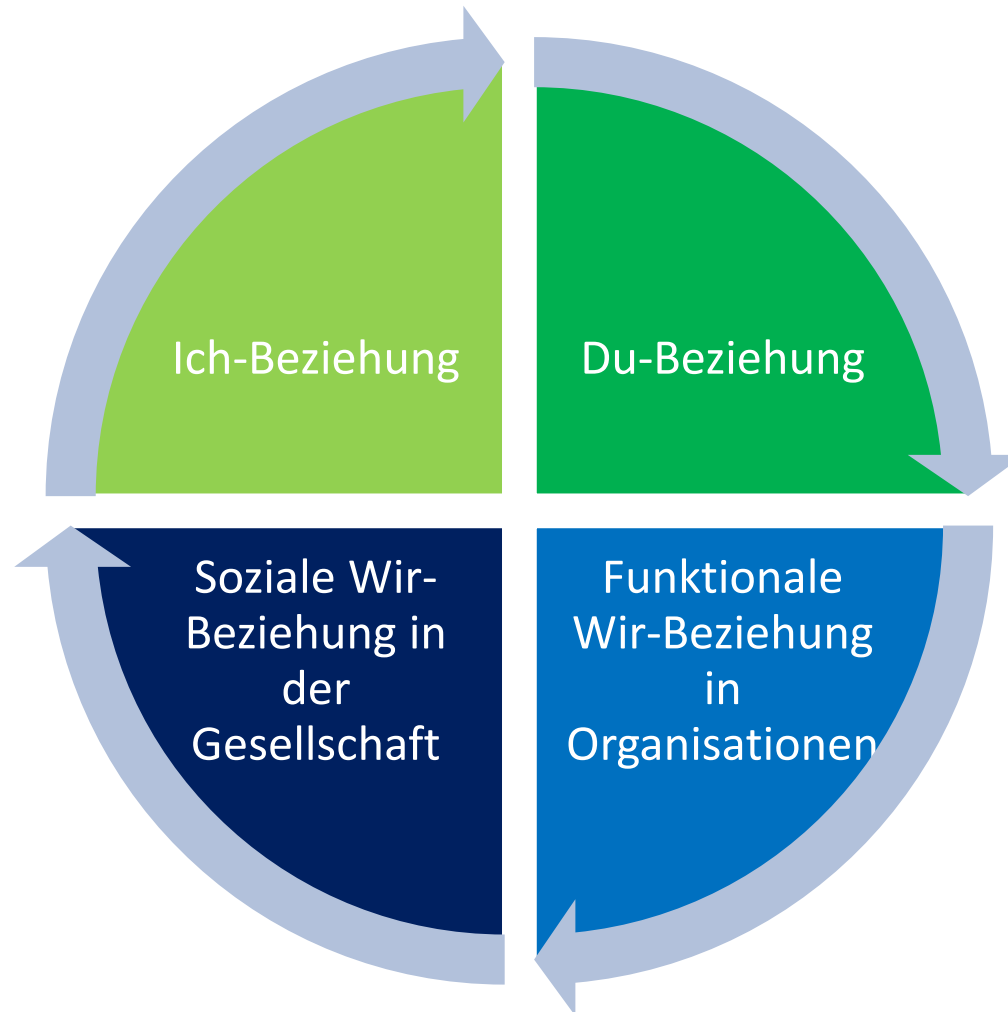 Ich-Beziehung
Du-Beziehung
Soziale Wir-
Beziehung in
der
Gesellschaft
Funktionale
Wir-Beziehung
in
Organisationen